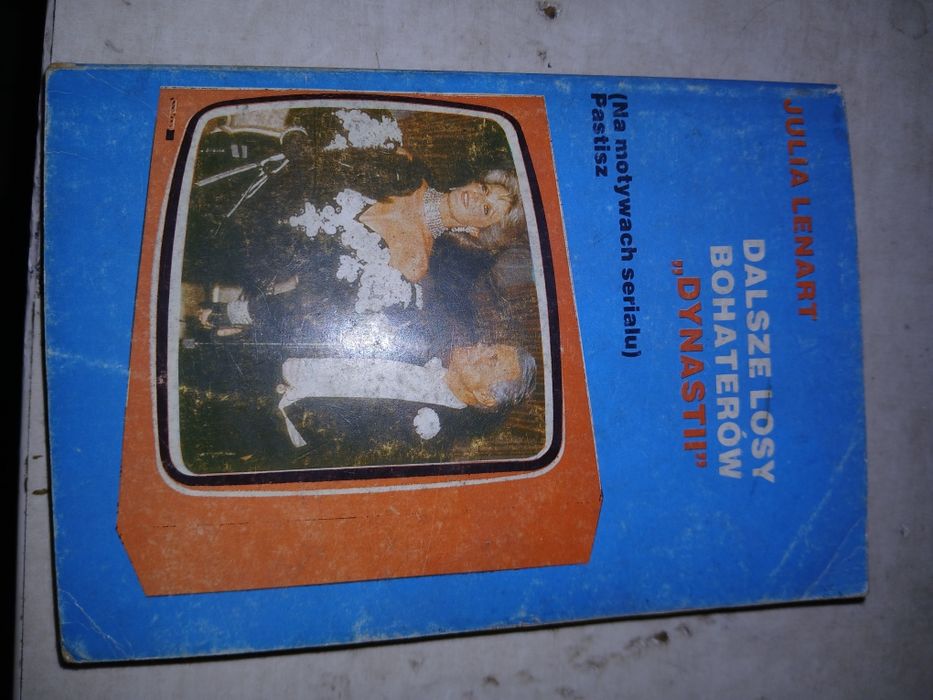 JULIA LENART
DALSZE LOSY
BOHATERÓW
„DYNASTII”
(Na motywach serialu)
Pastisz